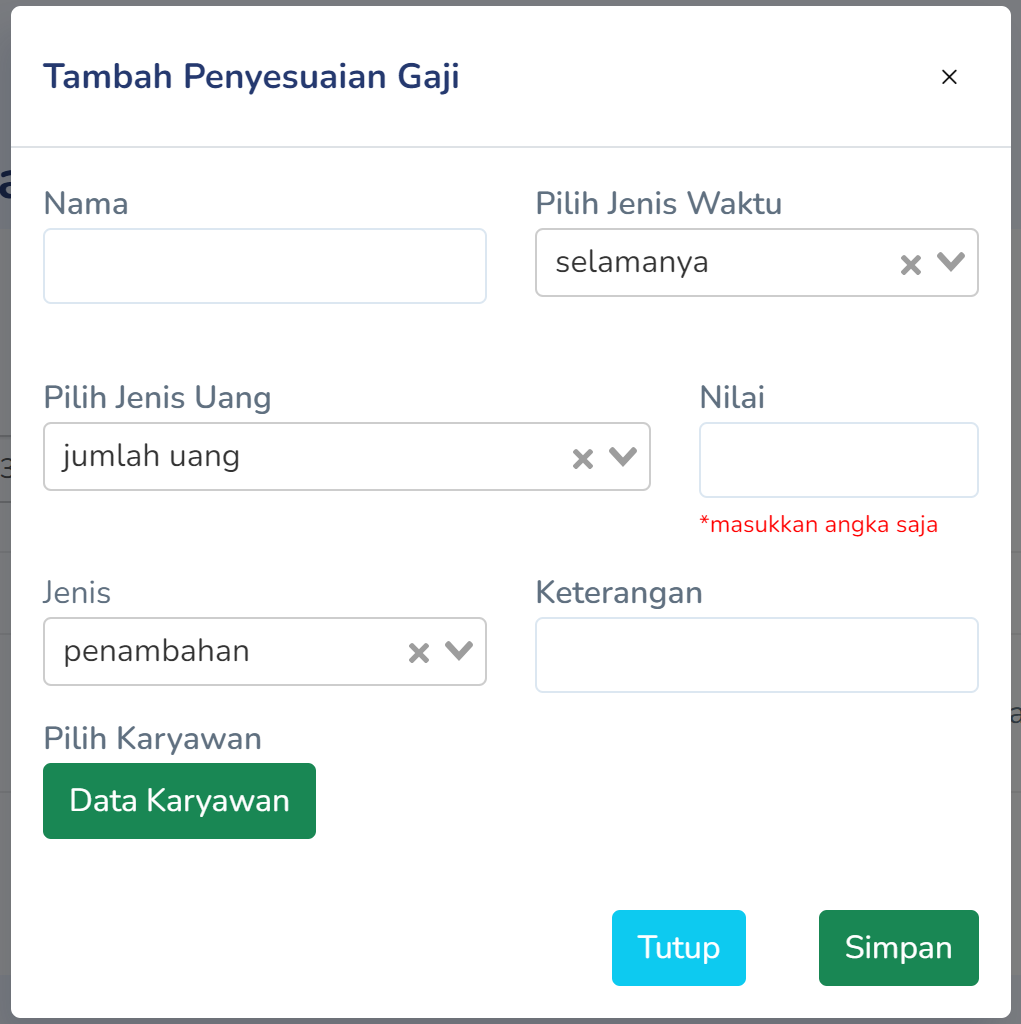 Tambah Penyesuaian Gaji
Nama
Pilih Jenis Waktu
selamanya
Pilih Jenis Uang
Nilai
jumlah uang
*masukkan angka saja
Jenis
Keterangan
penambahan
Pilih Karyawan
Data Karyawan
Tutup
Simpan